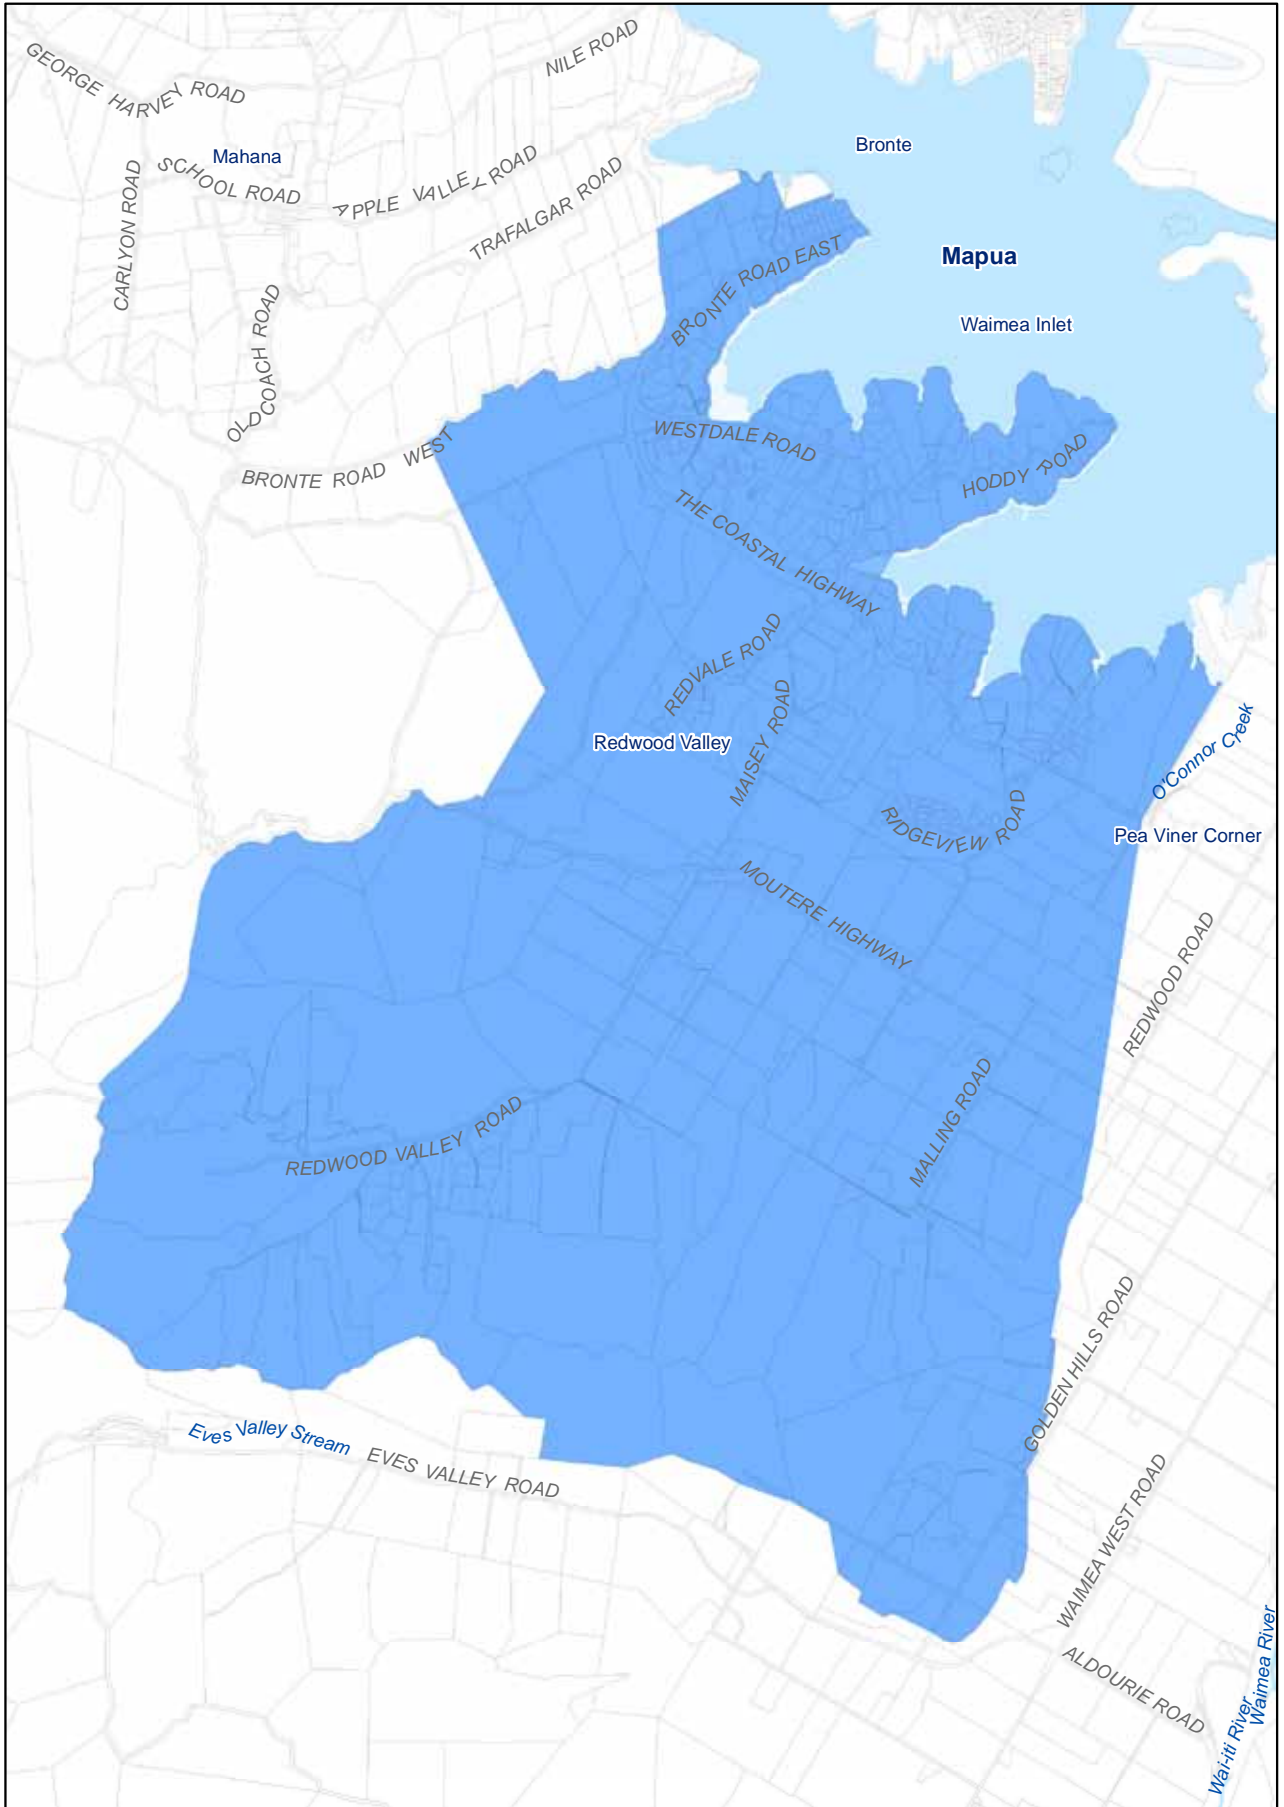 NILE ROAD
GEORGE HARVEY ROAD
Bronte
Mahana
SCHOOL ROAD
APPLE VALLEY ROAD
TRAFALGAR ROAD
CARLYON ROAD
Mapua
BRONTE ROAD EAST
Waimea Inlet
OLD COACH ROAD
WESTDALE ROAD
BRONTE ROAD WEST
HODDY ROAD
THE COASTAL HIGHWAY
REDVALE ROAD
MAISEY ROAD
Redwood Valley
O'Connor Creek
RIDGEVIEW ROAD
Pea Viner Corner
MOUTERE HIGHWAY
REDWOOD ROAD
MALLING ROAD
REDWOOD VALLEY ROAD
GOLDEN HILLS ROAD
Eves Valley Stream
EVES VALLEY ROAD
WAIMEA WEST ROAD
ALDOURIE ROAD
Waimea River
Wai-iti River